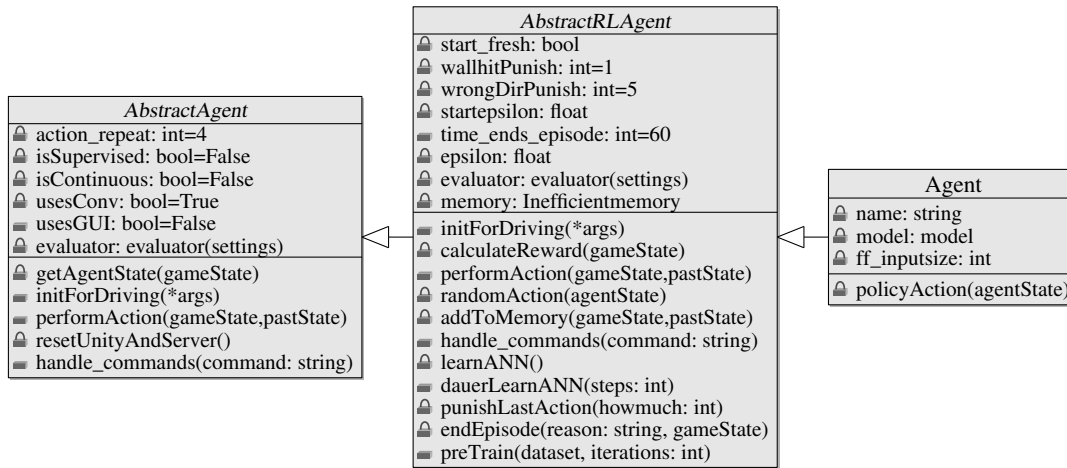 AbstractAgent
action_repeat: int=4
isSupervised: bool=False
isContinuous: bool=False
usesConv: bool=True
usesGUI: bool=False
evaluator: evaluator(settings)
getAgentState(gameState)
initForDriving(*args)
performAction(gameState,pastState)
resetUnityAndServer()
handle_commands(command: string)
AbstractRLAgent
start_fresh: bool
wallhitPunish: int=1
wrongDirPunish: int=5
startepsilon: float
time_ends_episode: int=60
epsilon: float
evaluator: evaluator(settings)
memory: Inefficientmemory
initForDriving(*args)
calculateReward(gameState)
performAction(gameState,pastState)
randomAction(agentState)
addToMemory(gameState,pastState)
handle_commands(command: string)
learnANN()
dauerLearnANN(steps: int)
punishLastAction(howmuch: int)
endEpisode(reason: string, gameState)
preTrain(dataset, iterations: int)
Agent
name: string
model: model
ff_inputsize: int
policyAction(agentState)